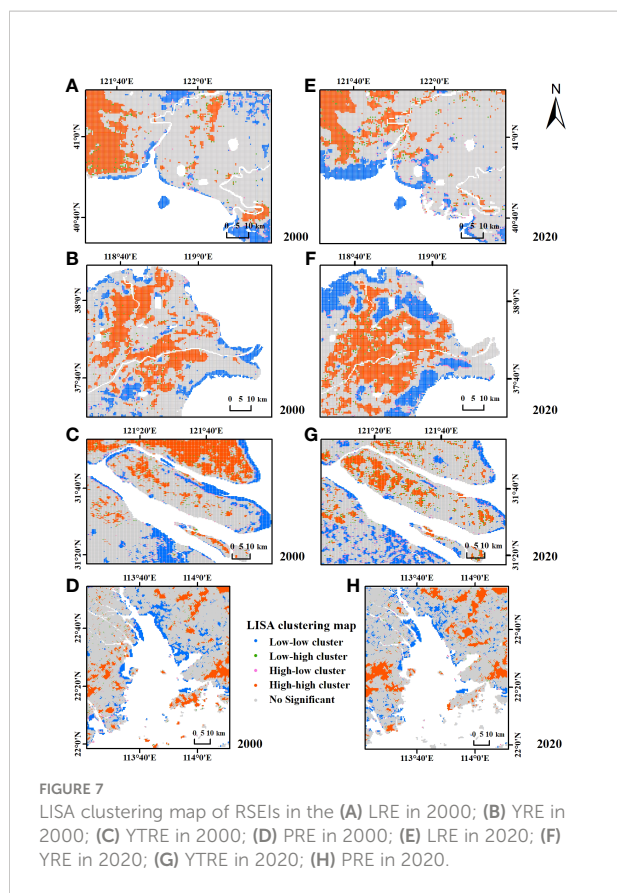 A
121°40′E 122°0′E
41°0′N
40°40′N
0 5 10 km
2000
E
121°40′E 122°0′E
41°0′N
40°40′N
0 5 10 km
2020
N
B
118°40′E 119°0′E
38°0′N
37°40′N
0 5 10 km
2000
F
118°40′E 119°0′E
38°0′N
37°40′N
0 5 10 km
2020
C
121°20′E 121°40′E
31°40′N
31°20′N
0 5 10 km
2000
G
121°20′E 121°40′E
31°40′N
31°20′N
0 5 10 km
2020
D
113°40′E 114°0′E
22°40′N
22°20′N
22°0′N
0 5 10 km
113°40′E 114°0′E
2000
LISA clustering map
Low-low cluster
Low-high cluster
High-low cluster
High-high cluster
No Significant
H
113°40′E 114°0′E
22°40′N
22°20′N
22°0′N
0 5 10 km
113°40′E 114°0′E
2020
FIGURE 7
LISA clustering map of RSEIs in the (A) LRE in 2000; (B) YRE in
2000; (C) YTRE in 2000; (D) PRE in 2000; (E) LRE in 2020; (F)
YRE in 2020; (G) YTRE in 2020; (H) PRE in 2020.